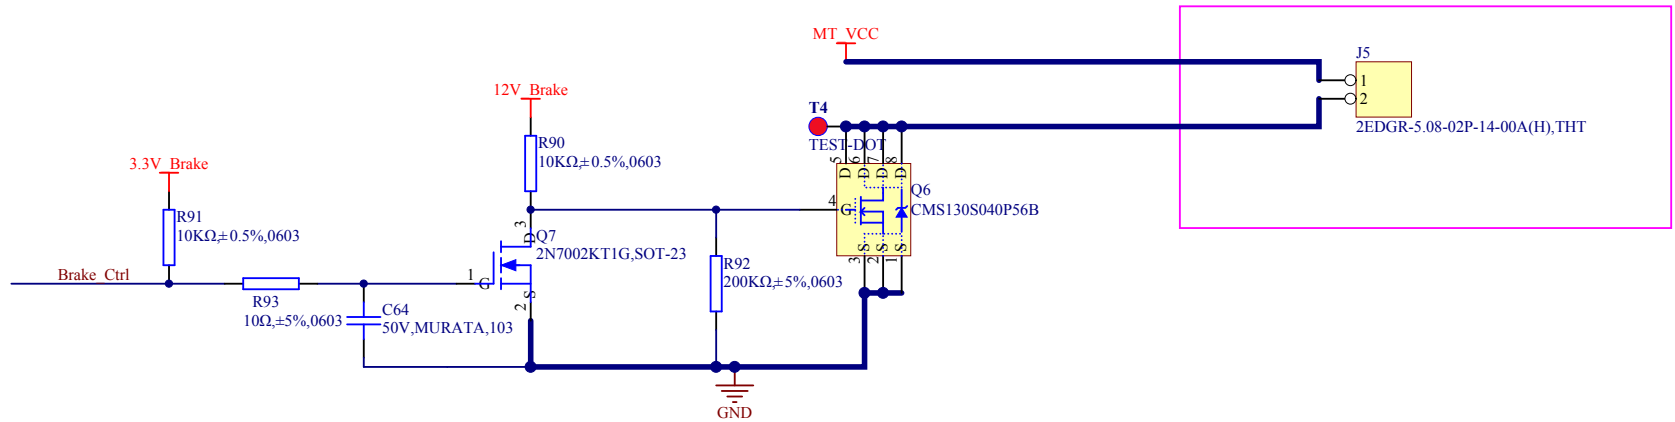 MT_VCC
J5
1
2
2EDGR-5.08-02P-14-00A(H),THT
12V_Brake
T4
TEST-DOT
R90
10KΩ,±0.5%,0603
3.3V_Brake
5 6 7 8
D D D D
Q6
CMS130S040P56B
4
G
S S S
3 2 1
R91
10KΩ,±0.5%,0603
3
D
Q7
2N7002KT1G,SOT-23
Brake_Ctrl
1
G
S
2
R92
200KΩ,±5%,0603
R93
10Ω,±5%,0603
C64
50V,MURATA,103
GND